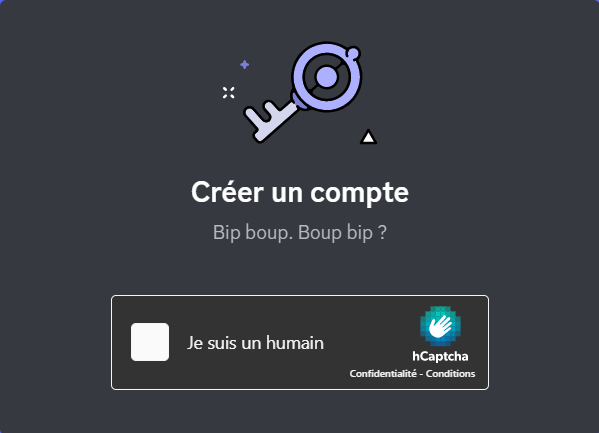 Créer un compte
Bip boup. Boup bip ?
Je suis un humain
hCaptcha
Confidentialité - Conditions